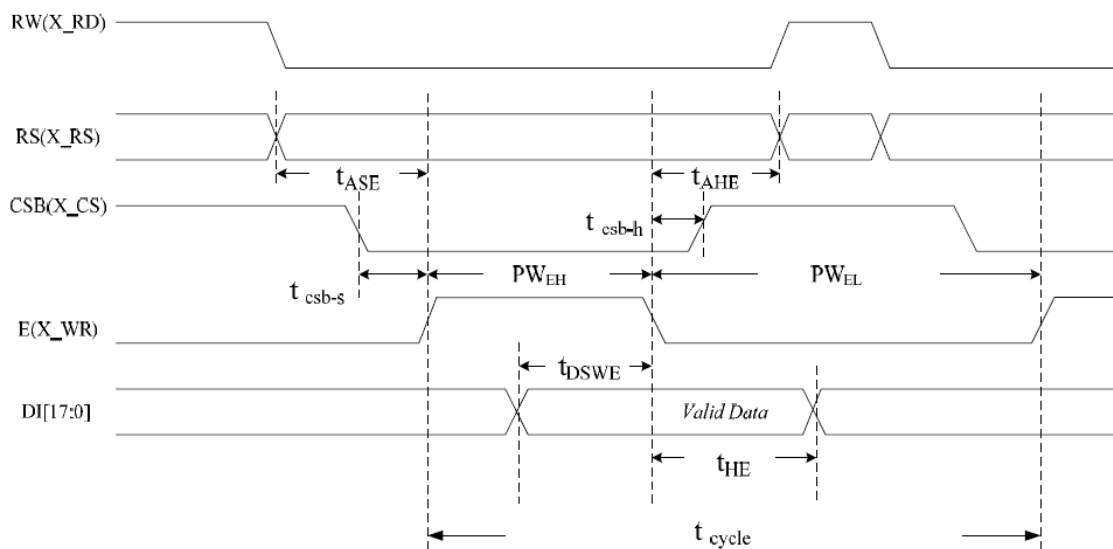 RW(X_RD)
RS(X_RS)
tASE
tAHE
CSB(X_CS)
t csb-h
t csb-s
PWEH
PWEL
E(X_WR)
tDSWE
DI[17:0]
Valid Data
tHE
t cycle